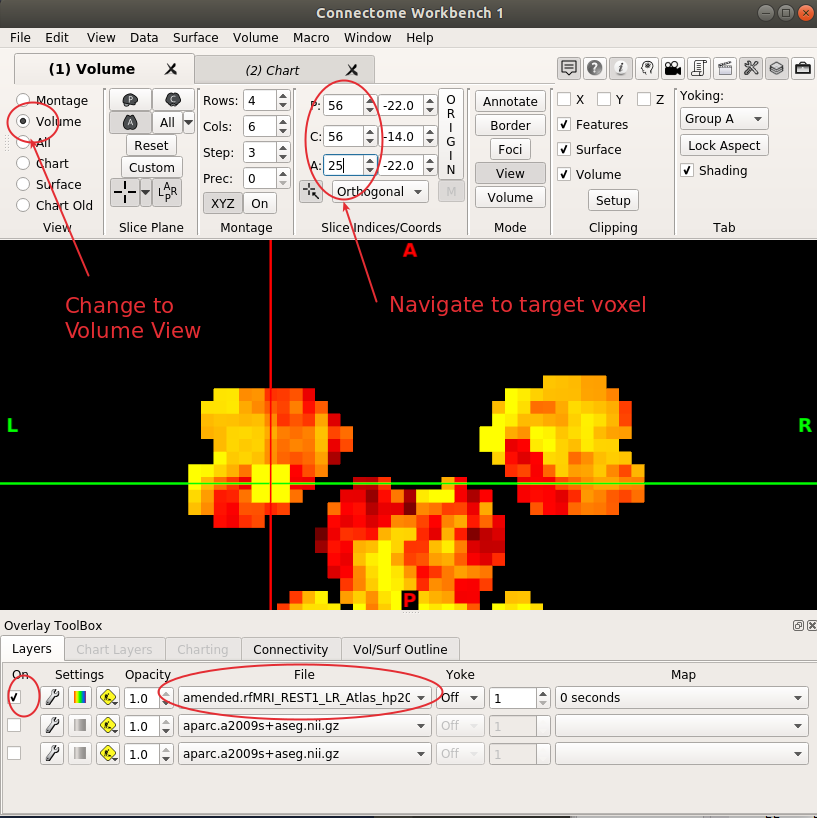 Connectome Workbench 1
File Edit View Data Surface Volume Macro Window Help
(1) Volume (2) Chart
Montage
Volume
All
Chart
Surface
Chart Old
View
P C
A All
Reset
Custom
L A R P
Slice Plane
Rows: 4
Cols: 6
Step: 3
Prec: 0
XYZ On
Montage
P: 56 -22.0
C: 56 -14.0
A: 25 -22.0
Orthogonal
ORIGIN
M
Slice Indices/Coords
Annotate
Border
Foci
View
Volume
Mode
X Y Z
Features
Surface
Volume
Setup
Clipping
Yoking:
Group A
Lock Aspect
Shading
Tab
A
Change to
Volume View
Navigate to target voxel
L R
P
Overlay ToolBox
Layers Chart Layers Charting Connectivity Vol/Surf Outline
On Settings Opacity File Yoke Map
1.0 amended.rfMRI_REST1_LR_Atlas_hp20 Off 1 0 seconds
1.0 aparc.a2009s+aseg.nii.gz Off 1
1.0 aparc.a2009s+aseg.nii.gz Off 1